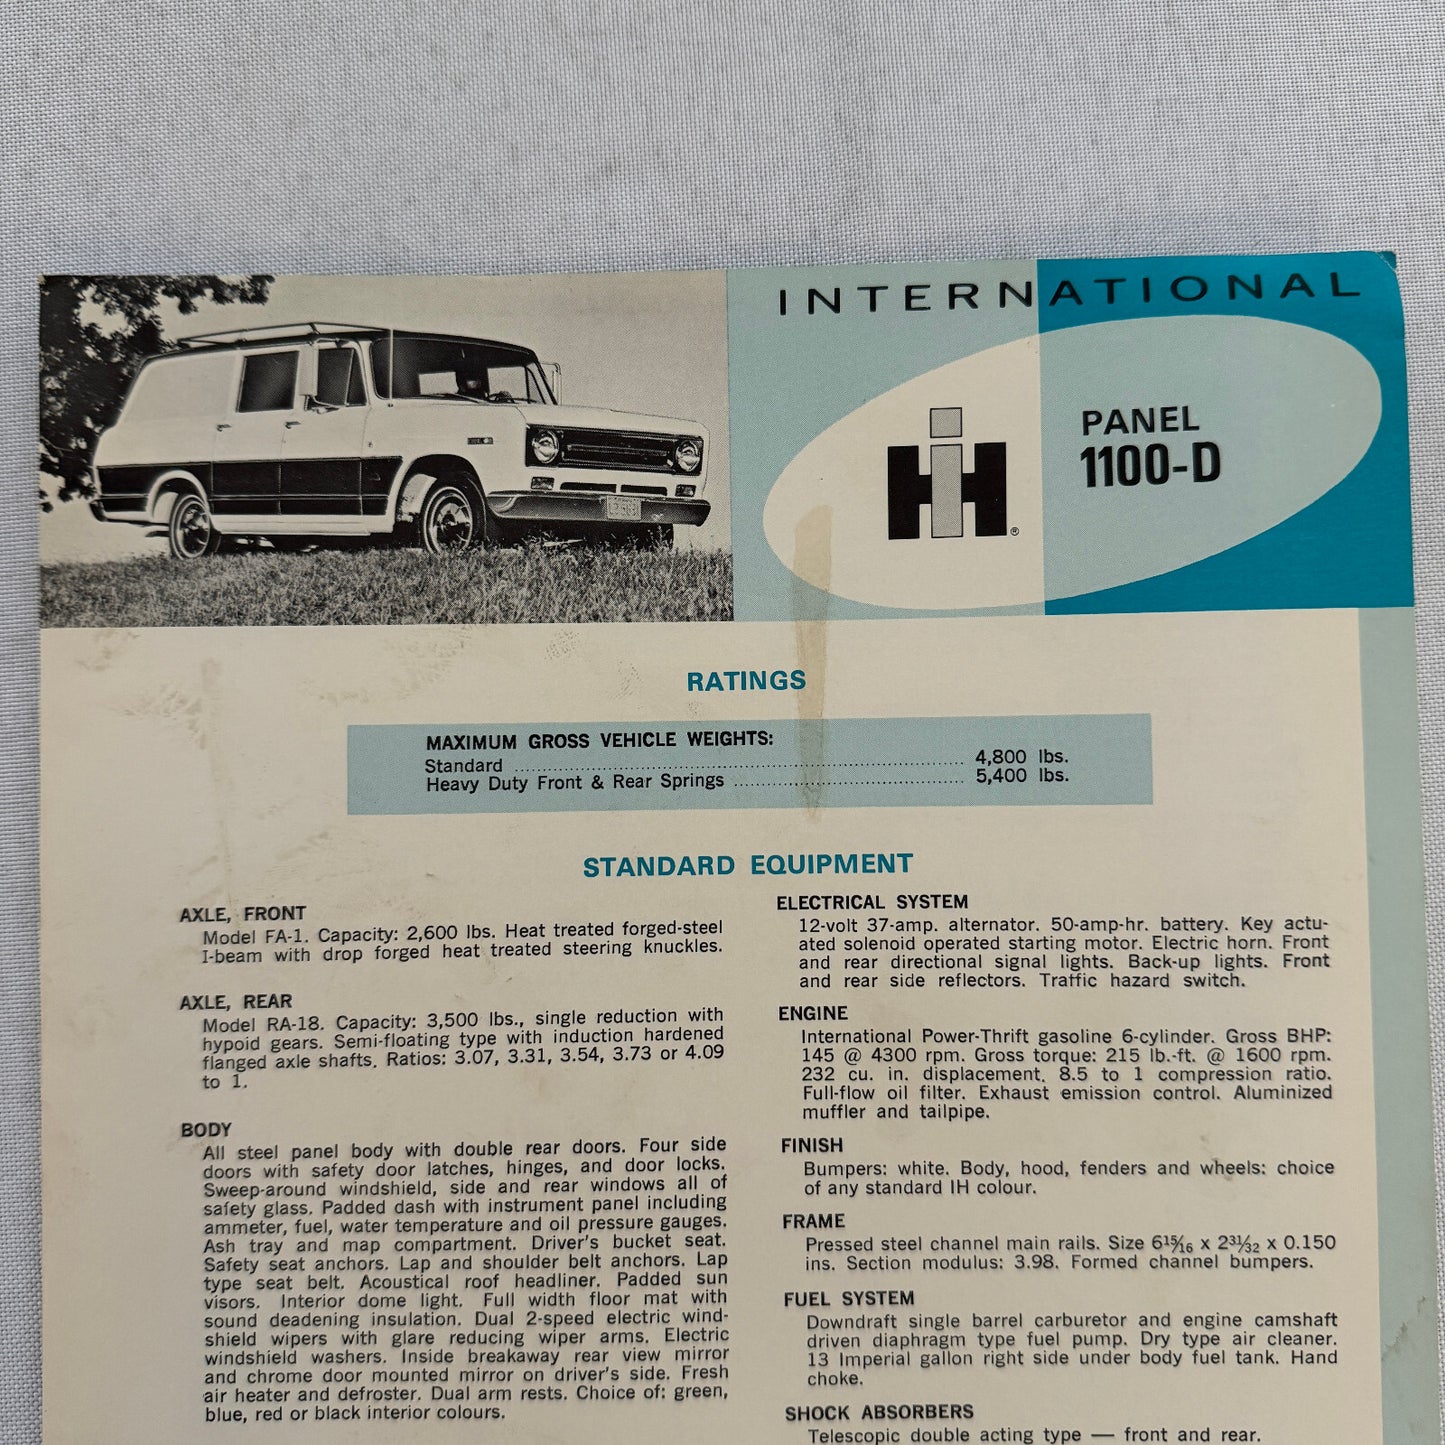 INTERNATIONAL
IH®
PANEL
1100-D
RATINGS
MAXIMUM GROSS VEHICLE WEIGHTS:
Standard ........................................ 4,800 lbs.
Heavy Duty Front & Rear Springs ........................................ 5,400 lbs.
STANDARD EQUIPMENT
AXLE, FRONT
Model FA-1. Capacity: 2,600 lbs. Heat treated forged-steel
I-beam with drop forged heat treated steering knuckles.
AXLE, REAR
Model RA-18. Capacity: 3,500 lbs., single reduction with
hypoid gears. Semi-floating type with induction hardened
flanged axle shafts. Ratios: 3.07, 3.31, 3.54, 3.73 or 4.09
to 1.
BODY
All steel panel body with double rear doors. Four side
doors with safety door latches, hinges, and door locks.
Sweep-around windshield, side and rear windows all of
safety glass. Padded dash with instrument panel including
ammeter, fuel, water temperature and oil pressure gauges.
Ash tray and map compartment. Driver's bucket seat.
Safety seat anchors. Lap and shoulder belt anchors. Lap
type seat belt. Acoustical roof headliner. Padded sun
visors. Interior dome light. Full width floor mat with
sound deadening insulation. Dual 2-speed electric wind-
shield wipers with glare reducing wiper arms. Electric
windshield washers. Inside breakaway rear view mirror
and chrome door mounted mirror on driver's side. Fresh
air heater and defroster. Dual arm rests. Choice of: green,
blue, red or black interior colours.
ELECTRICAL SYSTEM
12-volt 37-amp. alternator. 50-amp-hr. battery. Key actu-
ated solenoid operated starting motor. Electric horn. Front
and rear directional signal lights. Back-up lights. Front
and rear side reflectors. Traffic hazard switch.
ENGINE
International Power-Thrift gasoline 6-cylinder. Gross BHP:
145 @ 4300 rpm. Gross torque: 215 lb.-ft. @ 1600 rpm.
232 cu. in. displacement. 8.5 to 1 compression ratio.
Full-flow oil filter. Exhaust emission control. Aluminized
muffler and tailpipe.
FINISH
Bumpers: white. Body, hood, fenders and wheels: choice
of any standard IH colour.
FRAME
Pressed steel channel main rails. Size 6 15/16 x 2 31/32 x 0.150
ins. Section modulus: 3.98. Formed channel bumpers.
FUEL SYSTEM
Downdraft single barrel carburetor and engine camshaft
driven diaphragm type fuel pump. Dry type air cleaner.
13 Imperial gallon right side under body fuel tank. Hand
choke.
SHOCK ABSORBERS
Telescopic double acting type — front and rear.